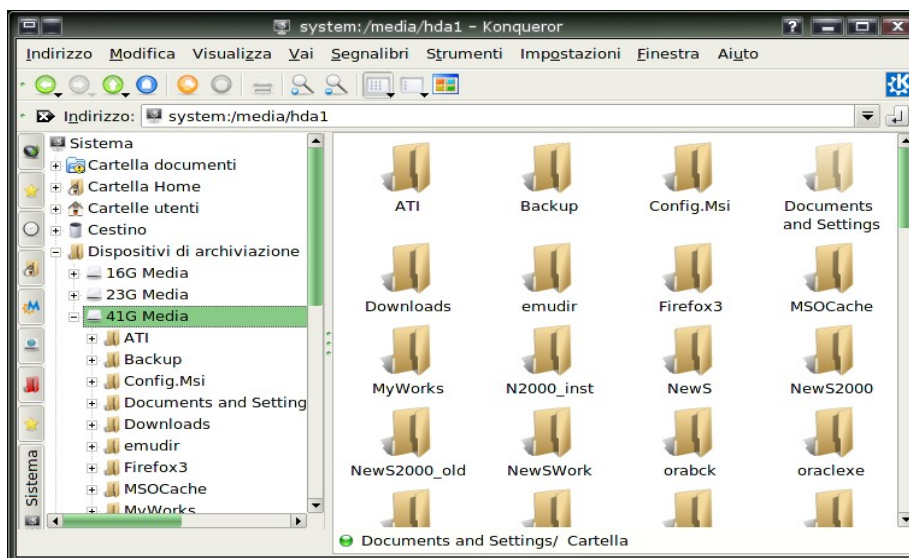 system:/media/hda1 – Konqueror
?
Indirizzo Modifica Visualizza Vai Segnalibri Strumenti Impostazioni Finestra Aiuto
K
Indirizzo: system:/media/hda1
Sistema
Cartella documenti
Cartella Home
Cartelle utenti
Cestino
Dispositivi di archiviazione
16G Media
23G Media
41G Media
ATI
Backup
Config.Msi
Documents and Setting
Downloads
emudir
Firefox3
MSOCache
MyWorks
Sistema
ATI Backup Config.Msi Documents
and Settings
Downloads emudir Firefox3 MSOCache
MyWorks N2000_inst NewS NewS2000
NewS2000_old NewSWork orabck oraclexe
Documents and Settings/ Cartella